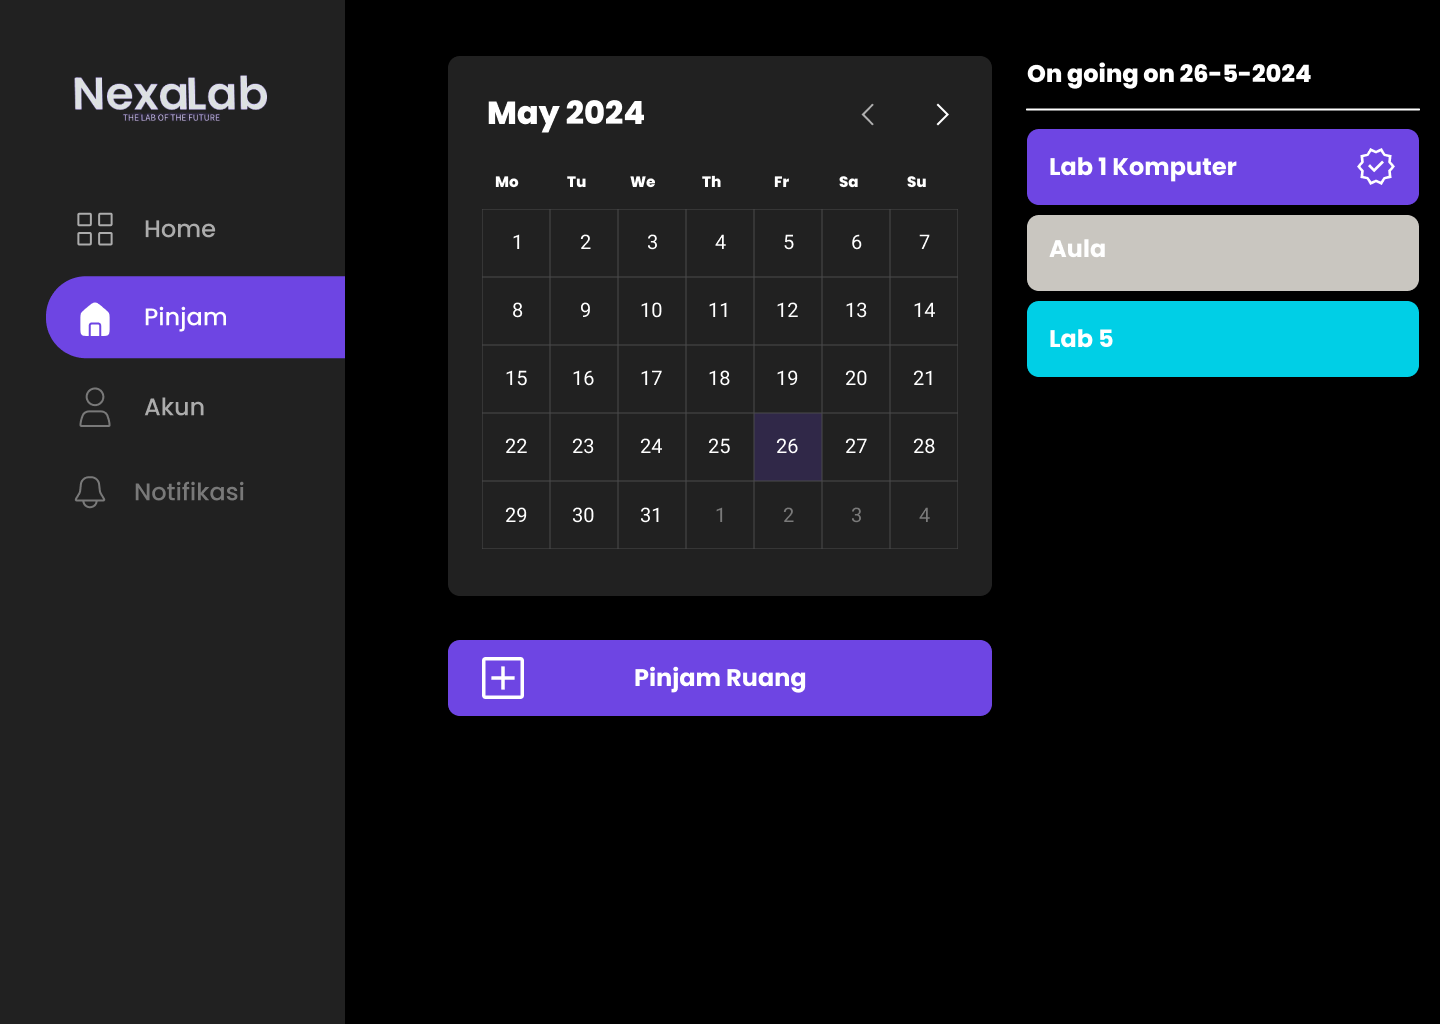 NexaLab
THE LAB OF THE FUTURE
Home
Pinjam
Akun
Notifikasi
May 2024
Mo Tu We Th Fr Sa Su
1 2 3 4 5 6 7
8 9 10 11 12 13 14
15 16 17 18 19 20 21
22 23 24 25 26 27 28
29 30 31 1 2 3 4
Pinjam Ruang
On going on 26-5-2024
Lab 1 Komputer
Aula
Lab 5